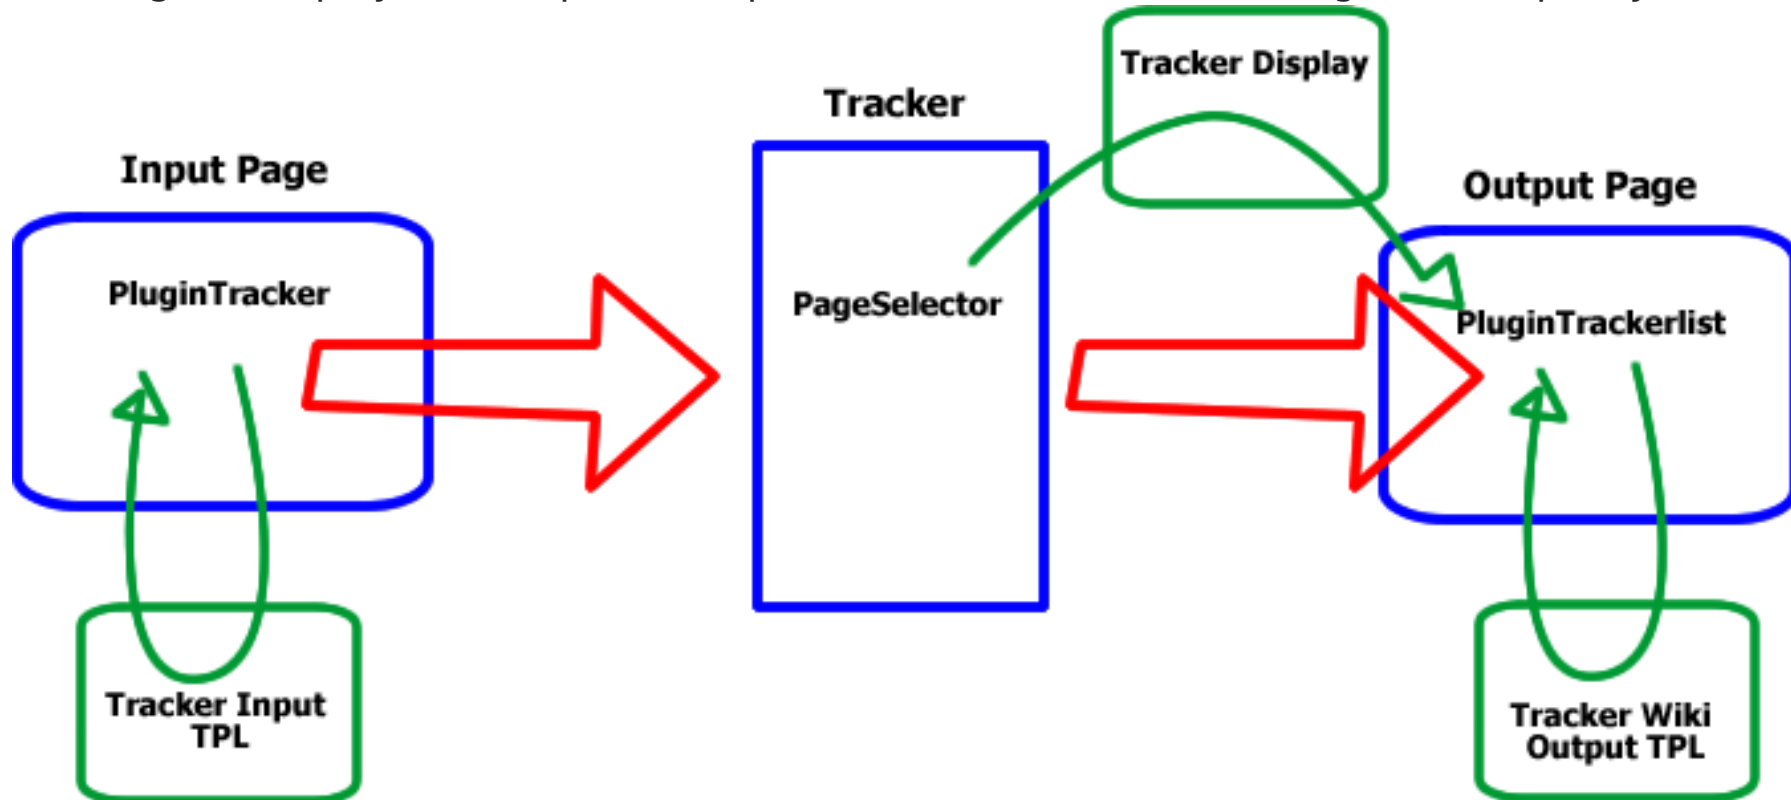 Tracker Display
Tracker
Input Page
Output Page
PluginTracker
PageSelector
PluginTrackerlist
Tracker Input
TPL
Tracker Wiki
Output TPL